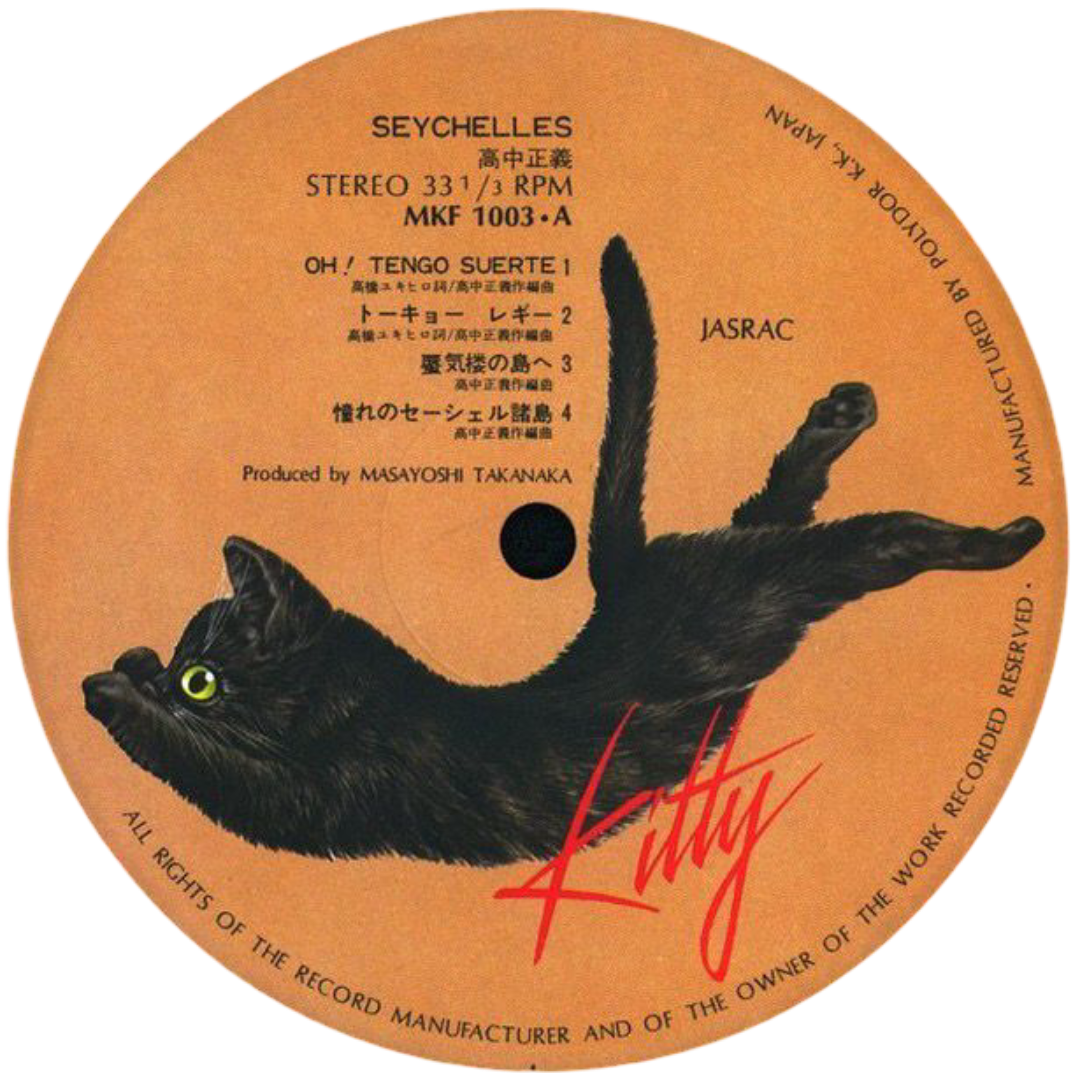 SEYCHELLES
高中正義
STEREO 33 1/3 RPM
MKF 1003・A
OH! TENGO SUERTE 1
高橋ユキヒロ詞/高中正義作編曲
トーキョー レギー 2
高橋ユキヒロ詞/高中正義作編曲
蜃気楼の島へ 3
高中正義作編曲
憧れのセーシェル諸島 4
高中正義作編曲
Produced by MASAYOSHI TAKANAKA
JASRAC
Kitty
ALL RIGHTS OF THE RECORD MANUFACTURER AND OF THE OWNER OF THE WORK RECORDED RESERVED・
MANUFACTURED BY POLYDOR K.K., JAPAN